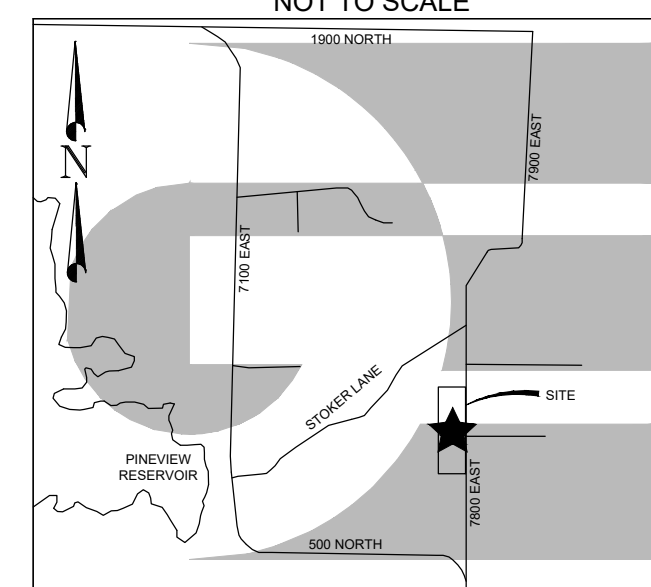 NOT TO SCALE
1900 NORTH
7900 EAST
N
7100 EAST
STOKER LANE
SITE
PINEVIEW
RESERVOIR
7800 EAST
500 NORTH